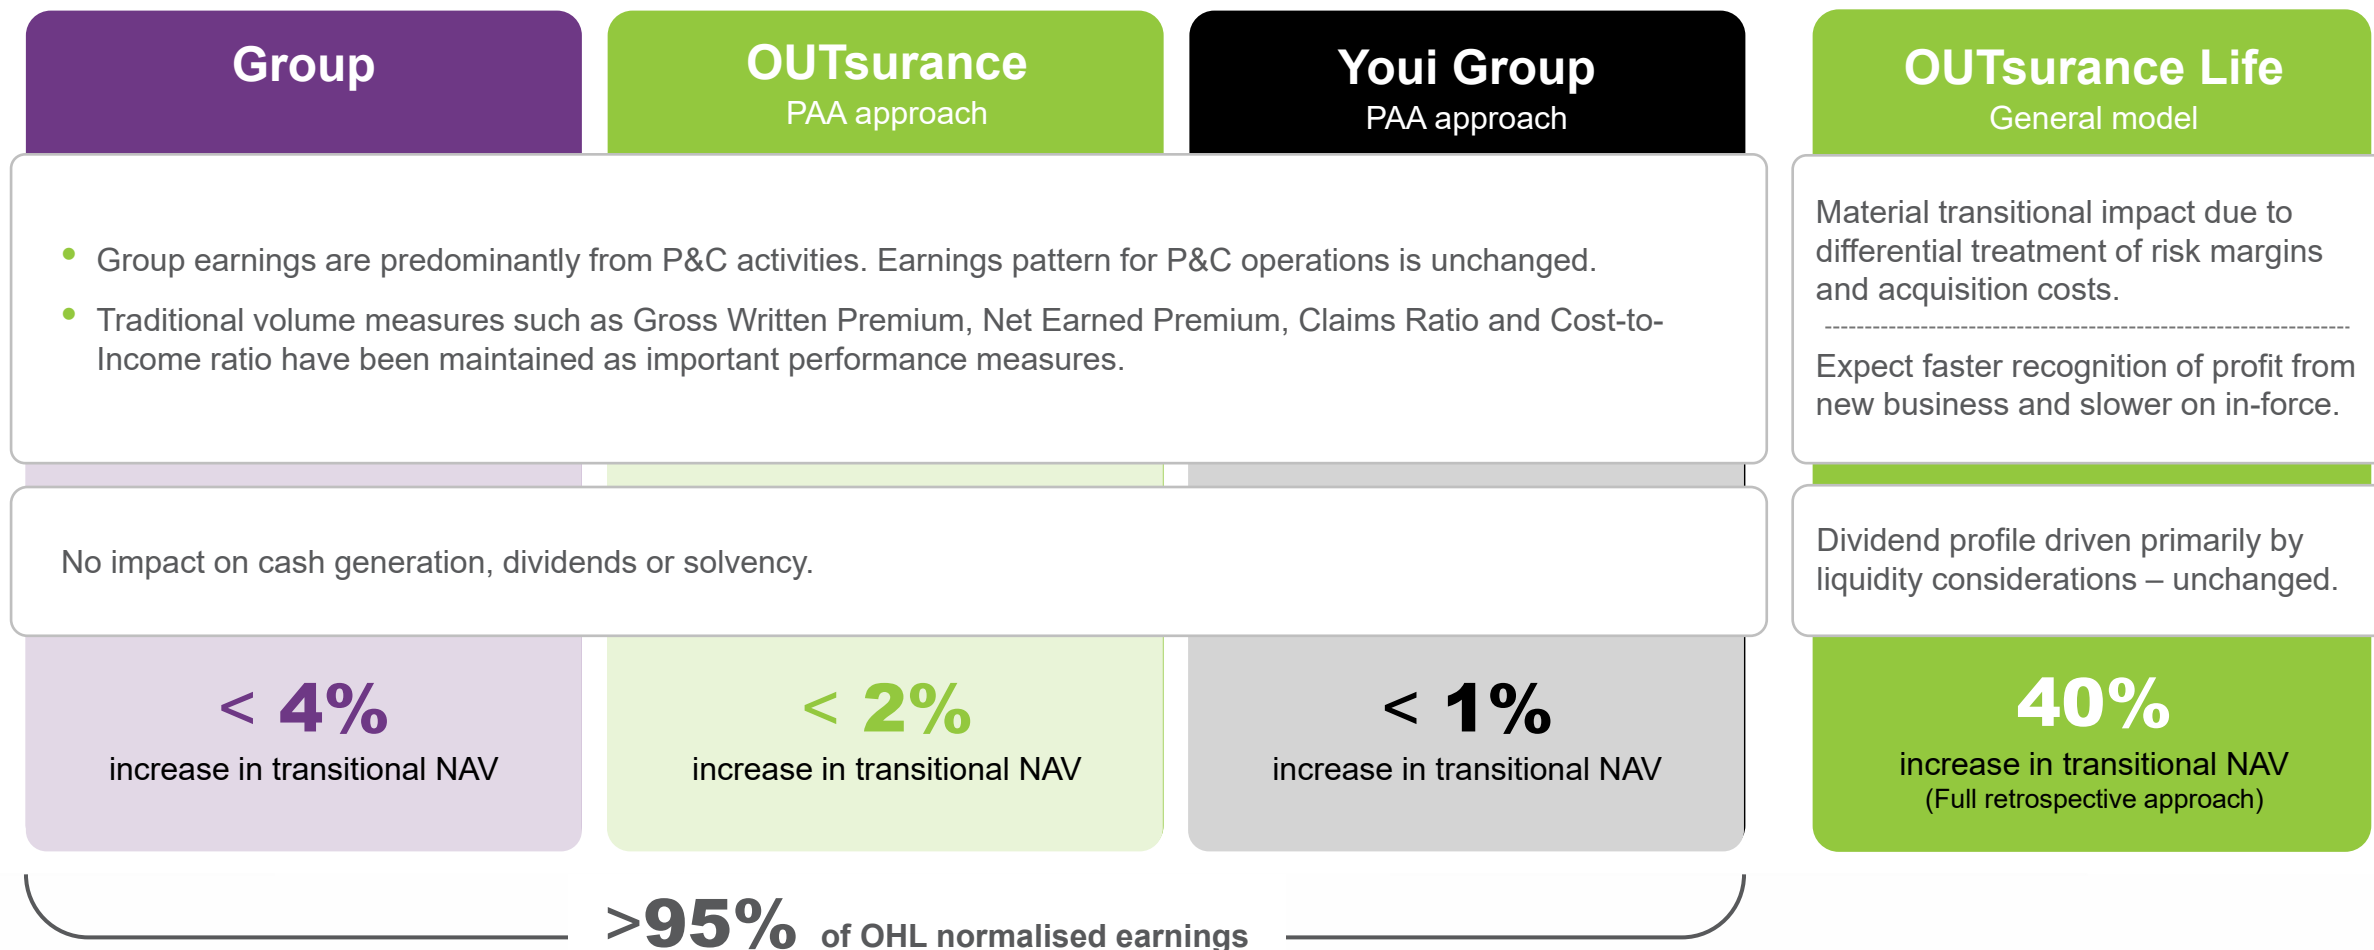 Group
OUTsurance
PAA approach
Youi Group
PAA approach
OUTsurance Life
General model
• Group earnings are predominantly from P&C activities. Earnings pattern for P&C operations is unchanged.
• Traditional volume measures such as Gross Written Premium, Net Earned Premium, Claims Ratio and Cost-to-
Income ratio have been maintained as important performance measures.
Material transitional impact due to
differential treatment of risk margins
and acquisition costs.
Expect faster recognition of profit from
new business and slower on in-force.
No impact on cash generation, dividends or solvency.
Dividend profile driven primarily by
liquidity considerations – unchanged.
< 4%
increase in transitional NAV
< 2%
increase in transitional NAV
< 1%
increase in transitional NAV
40%
increase in transitional NAV
(Full retrospective approach)
>95% of OHL normalised earnings